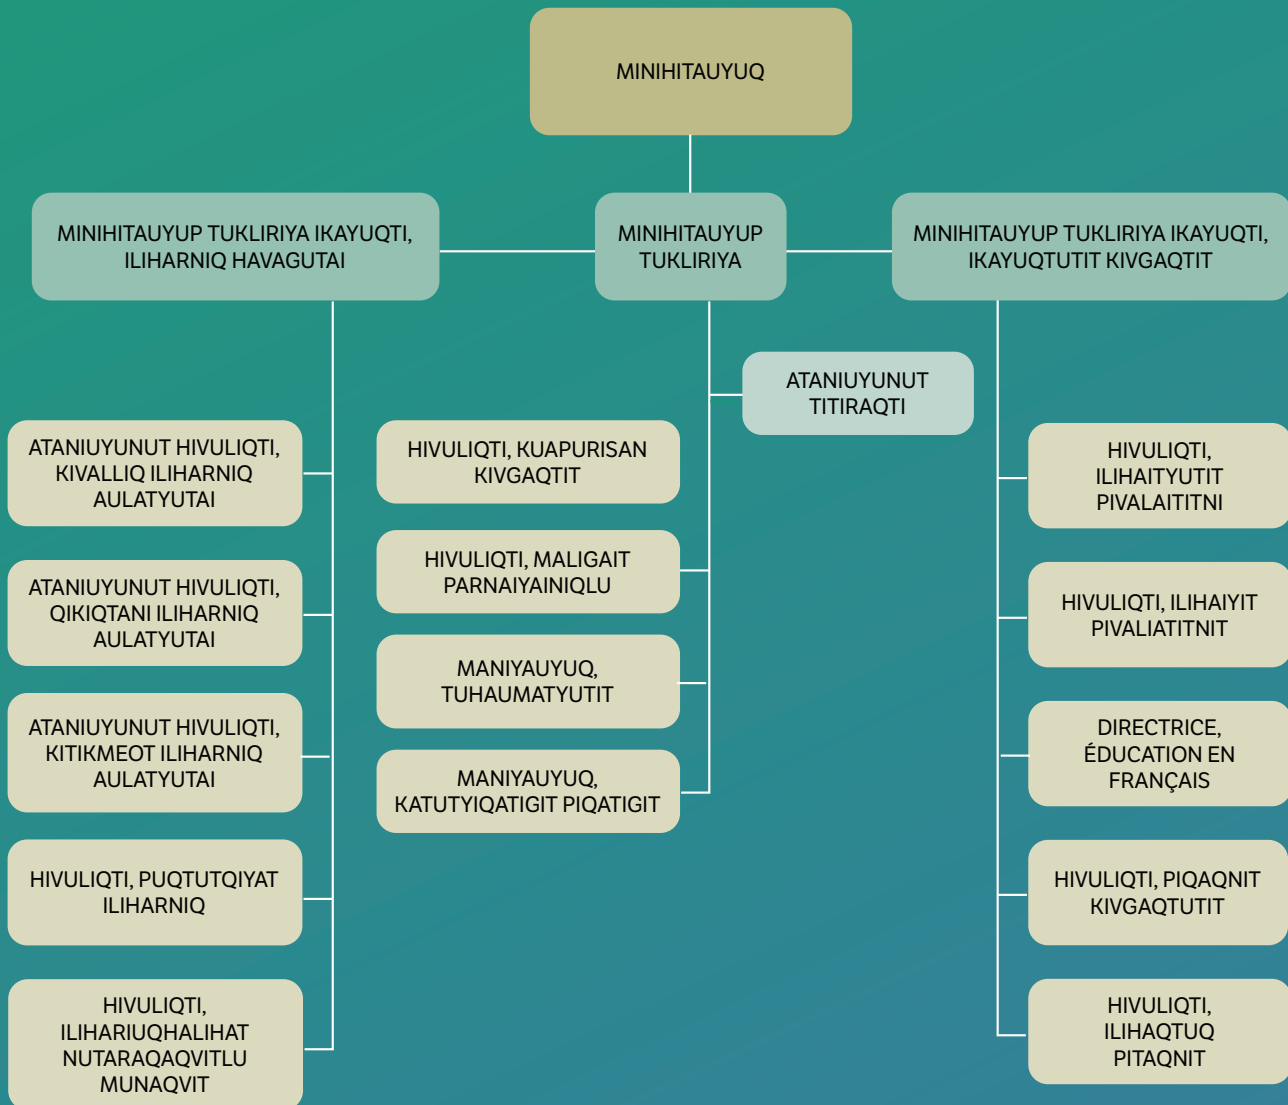 MINIHITAUYUQ
MINIHITAUYUP TUKLIRIYA IKAYUQTI,
ILIHARNIQ HAVAGUTAI
MINIHITAUYUP
TUKLIRIYA
MINIHITAUYUP TUKLIRIYA IKAYUQTI,
IKAYUQTUTIT KIVGAQTIT
ATANIUYUNUT
TITIRAQTI
ATANIUYUNUT HIVULIQTI,
KIVALLIQ ILIHARNIQ
AULATYUTAI
ATANIUYUNUT HIVULIQTI,
QIKIQTANI ILIHARNIQ
AULATYUTAI
ATANIUYUNUT HIVULIQTI,
KITIKMEOT ILIHARNIQ
AULATYUTAI
HIVULIQTI, PUQTUTQIYAT
ILIHARNIQ
HIVULIQTI,
ILIHARIUQHALIHAT
NUTARAQAQVITLU
MUNAQVIT
HIVULIQTI, KUAPURISAN
KIVGAQTIT
HIVULIQTI, MALIGAIT
PARNAIYAINIQLU
MANIYAUYUQ,
TUHAUMATYUTIT
MANIYAUYUQ,
KATUTYIQATIGIT PIQATIGIT
HIVULIQTI,
ILIHAITYUTIT
PIVALAITITNI
HIVULIQTI, ILIHAIYIT
PIVALIATITNIT
DIRECTRICE,
ÉDUCATION EN
FRANÇAIS
HIVULIQTI, PIQAQNIT
KIVGAQTUTIT
HIVULIQTI,
ILIHAQTUQ
PITAQNIT